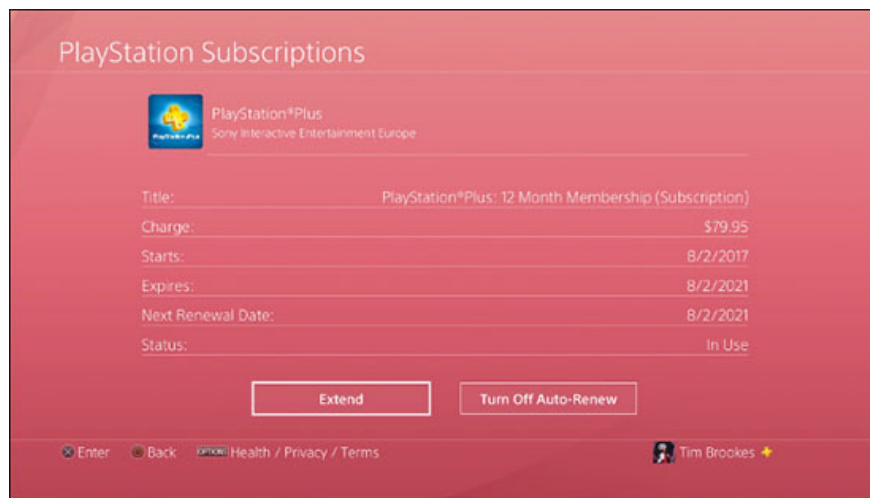 PlayStation Subscriptions
PlayStation®Plus
PlayStation Plus
Sony Interactive Entertainment Europe
Title: PlayStation®Plus: 12 Month Membership (Subscription)
Charge: $79.95
Starts: 8/2/2017
Expires: 8/2/2021
Next Renewal Date: 8/2/2021
Status: In Use
Extend Turn Off Auto-Renew
Enter Back OPTIONS Health / Privacy / Terms Tim Brookes